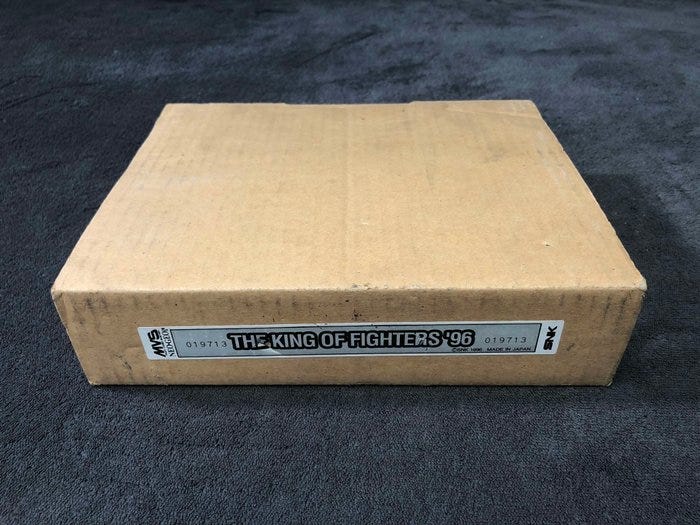 MVS
NEOGEO
019713 THE KING OF FIGHTERS '96 019713
©SNK 1996 MADE IN JAPAN
SNK